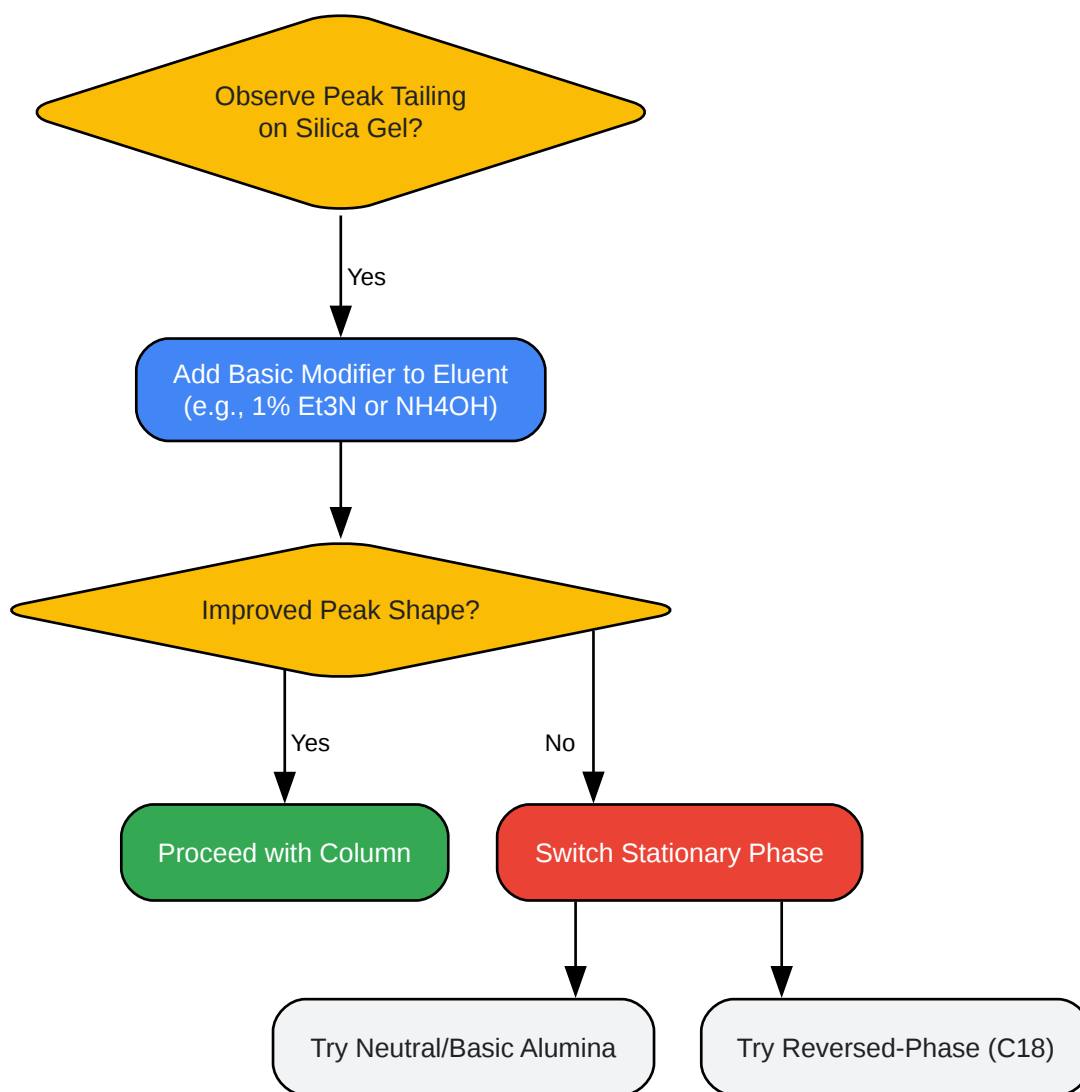 Observe Peak Tailing
on Silica Gel?
Yes
Add Basic Modifier to Eluent
(e.g., 1% Et3N or NH4OH)
Improved Peak Shape?
Yes
No
Proceed with Column
Switch Stationary Phase
Try Neutral/Basic Alumina
Try Reversed-Phase (C18)